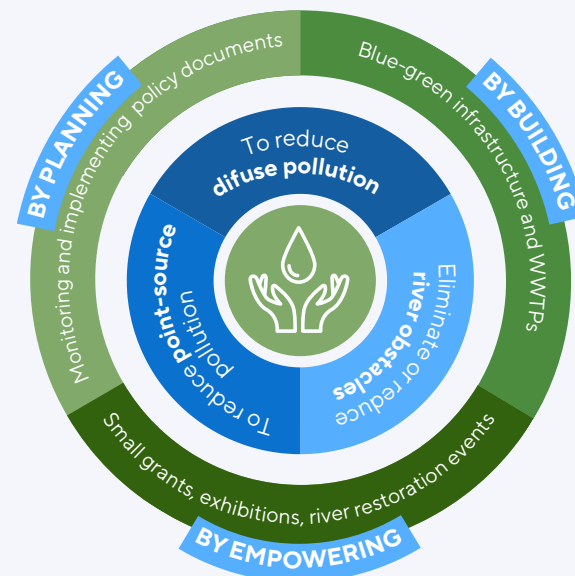 BY PLANNING
Monitoring and implementing policy documents
BY BUILDING
Blue-green infrastructure and WWTPs
BY EMPOWERING
Small grants, exhibitions, river restoration events
To reduce
difuse pollution
Eliminate or reduce
river obstacles
To reduce point-source
pollution